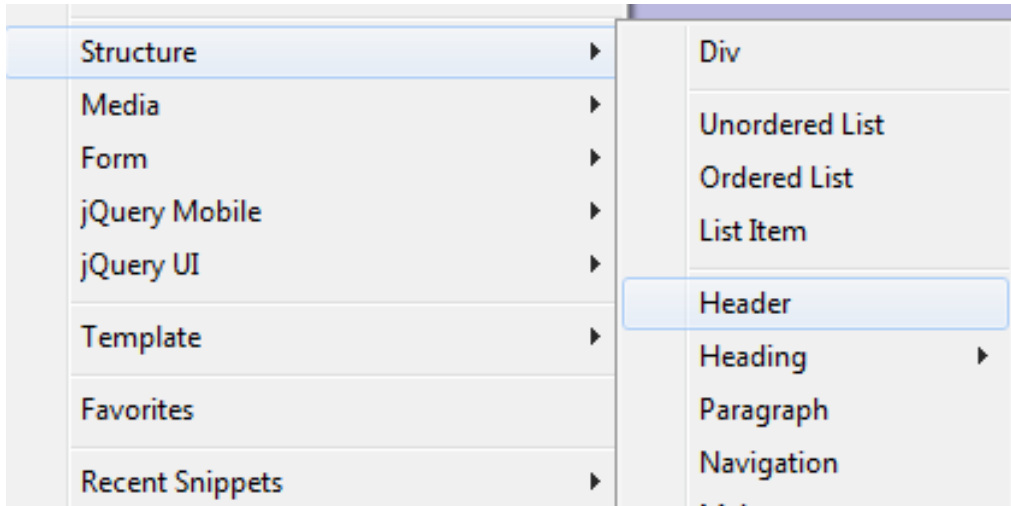 Structure
Media
Form
jQuery Mobile
jQuery UI
Template
Favorites
Recent Snippets
Div
Unordered List
Ordered List
List Item
Header
Heading
Paragraph
Navigation